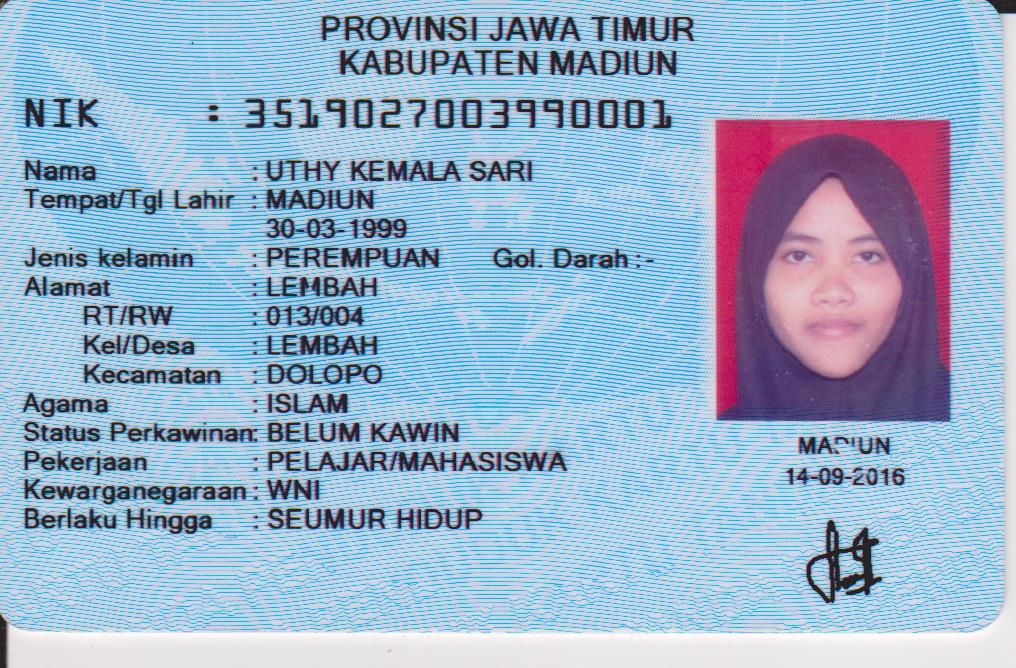 PROVINSI JAWA TIMUR
KABUPATEN MADIUN
NIK : 3519027003990001
Nama : UTHY KEMALA SARI
Tempat/Tgl Lahir : MADIUN
30-03-1999
Jenis kelamin : PEREMPUAN Gol. Darah : -
Alamat : LEMBAH
RT/RW : 013/004
Kel/Desa : LEMBAH
Kecamatan : DOLOPO
Agama : ISLAM
Status Perkawinan: BELUM KAWIN
Pekerjaan : PELAJAR/MAHASISWA
Kewarganegaraan : WNI
Berlaku Hingga : SEUMUR HIDUP
MADIUN
14-09-2016